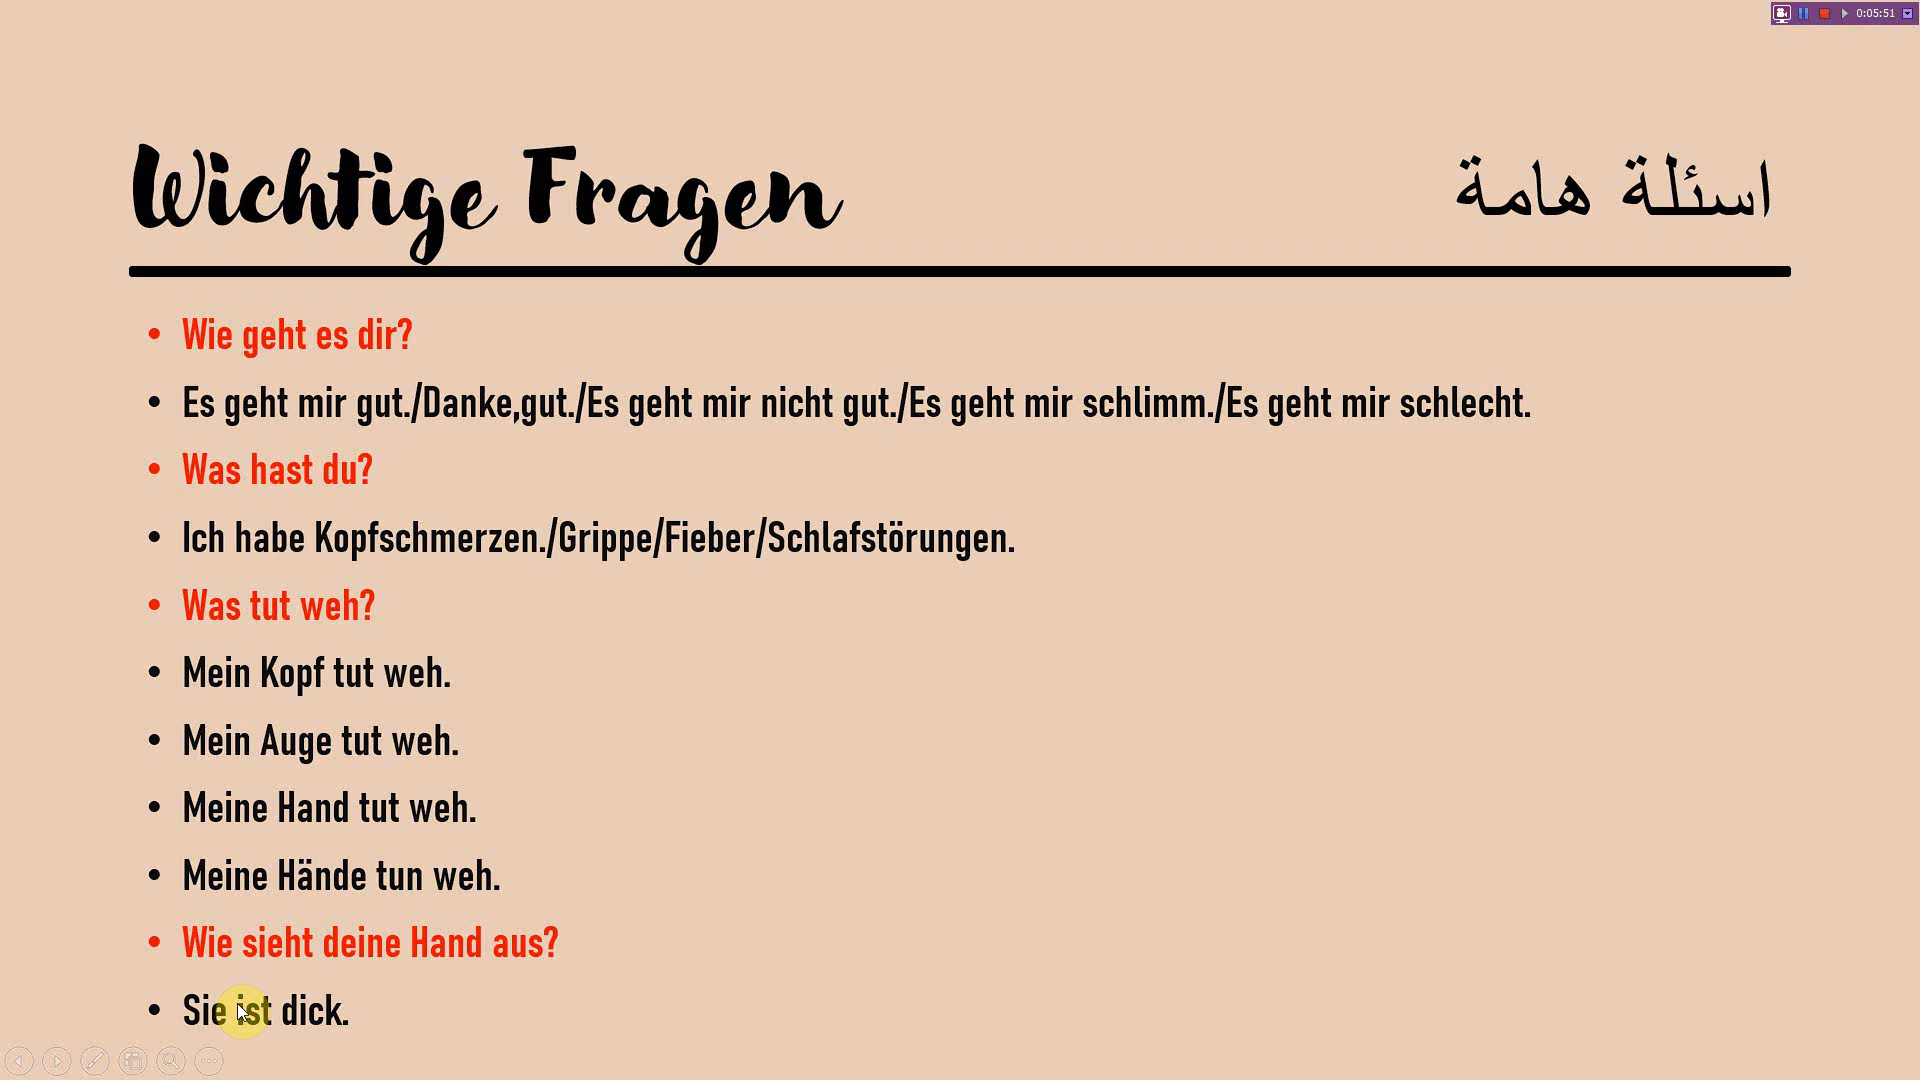 0:05:51
Wichtige Fragen
اسئلة هامة
• Wie geht es dir?
• Es geht mir gut./Danke,gut./Es geht mir nicht gut./Es geht mir schlimm./Es geht mir schlecht.
• Was hast du?
• Ich habe Kopfschmerzen./Grippe/Fieber/Schlafstörungen.
• Was tut weh?
• Mein Kopf tut weh.
• Mein Auge tut weh.
• Meine Hand tut weh.
• Meine Hände tun weh.
• Wie sieht deine Hand aus?
• Sie ist dick.